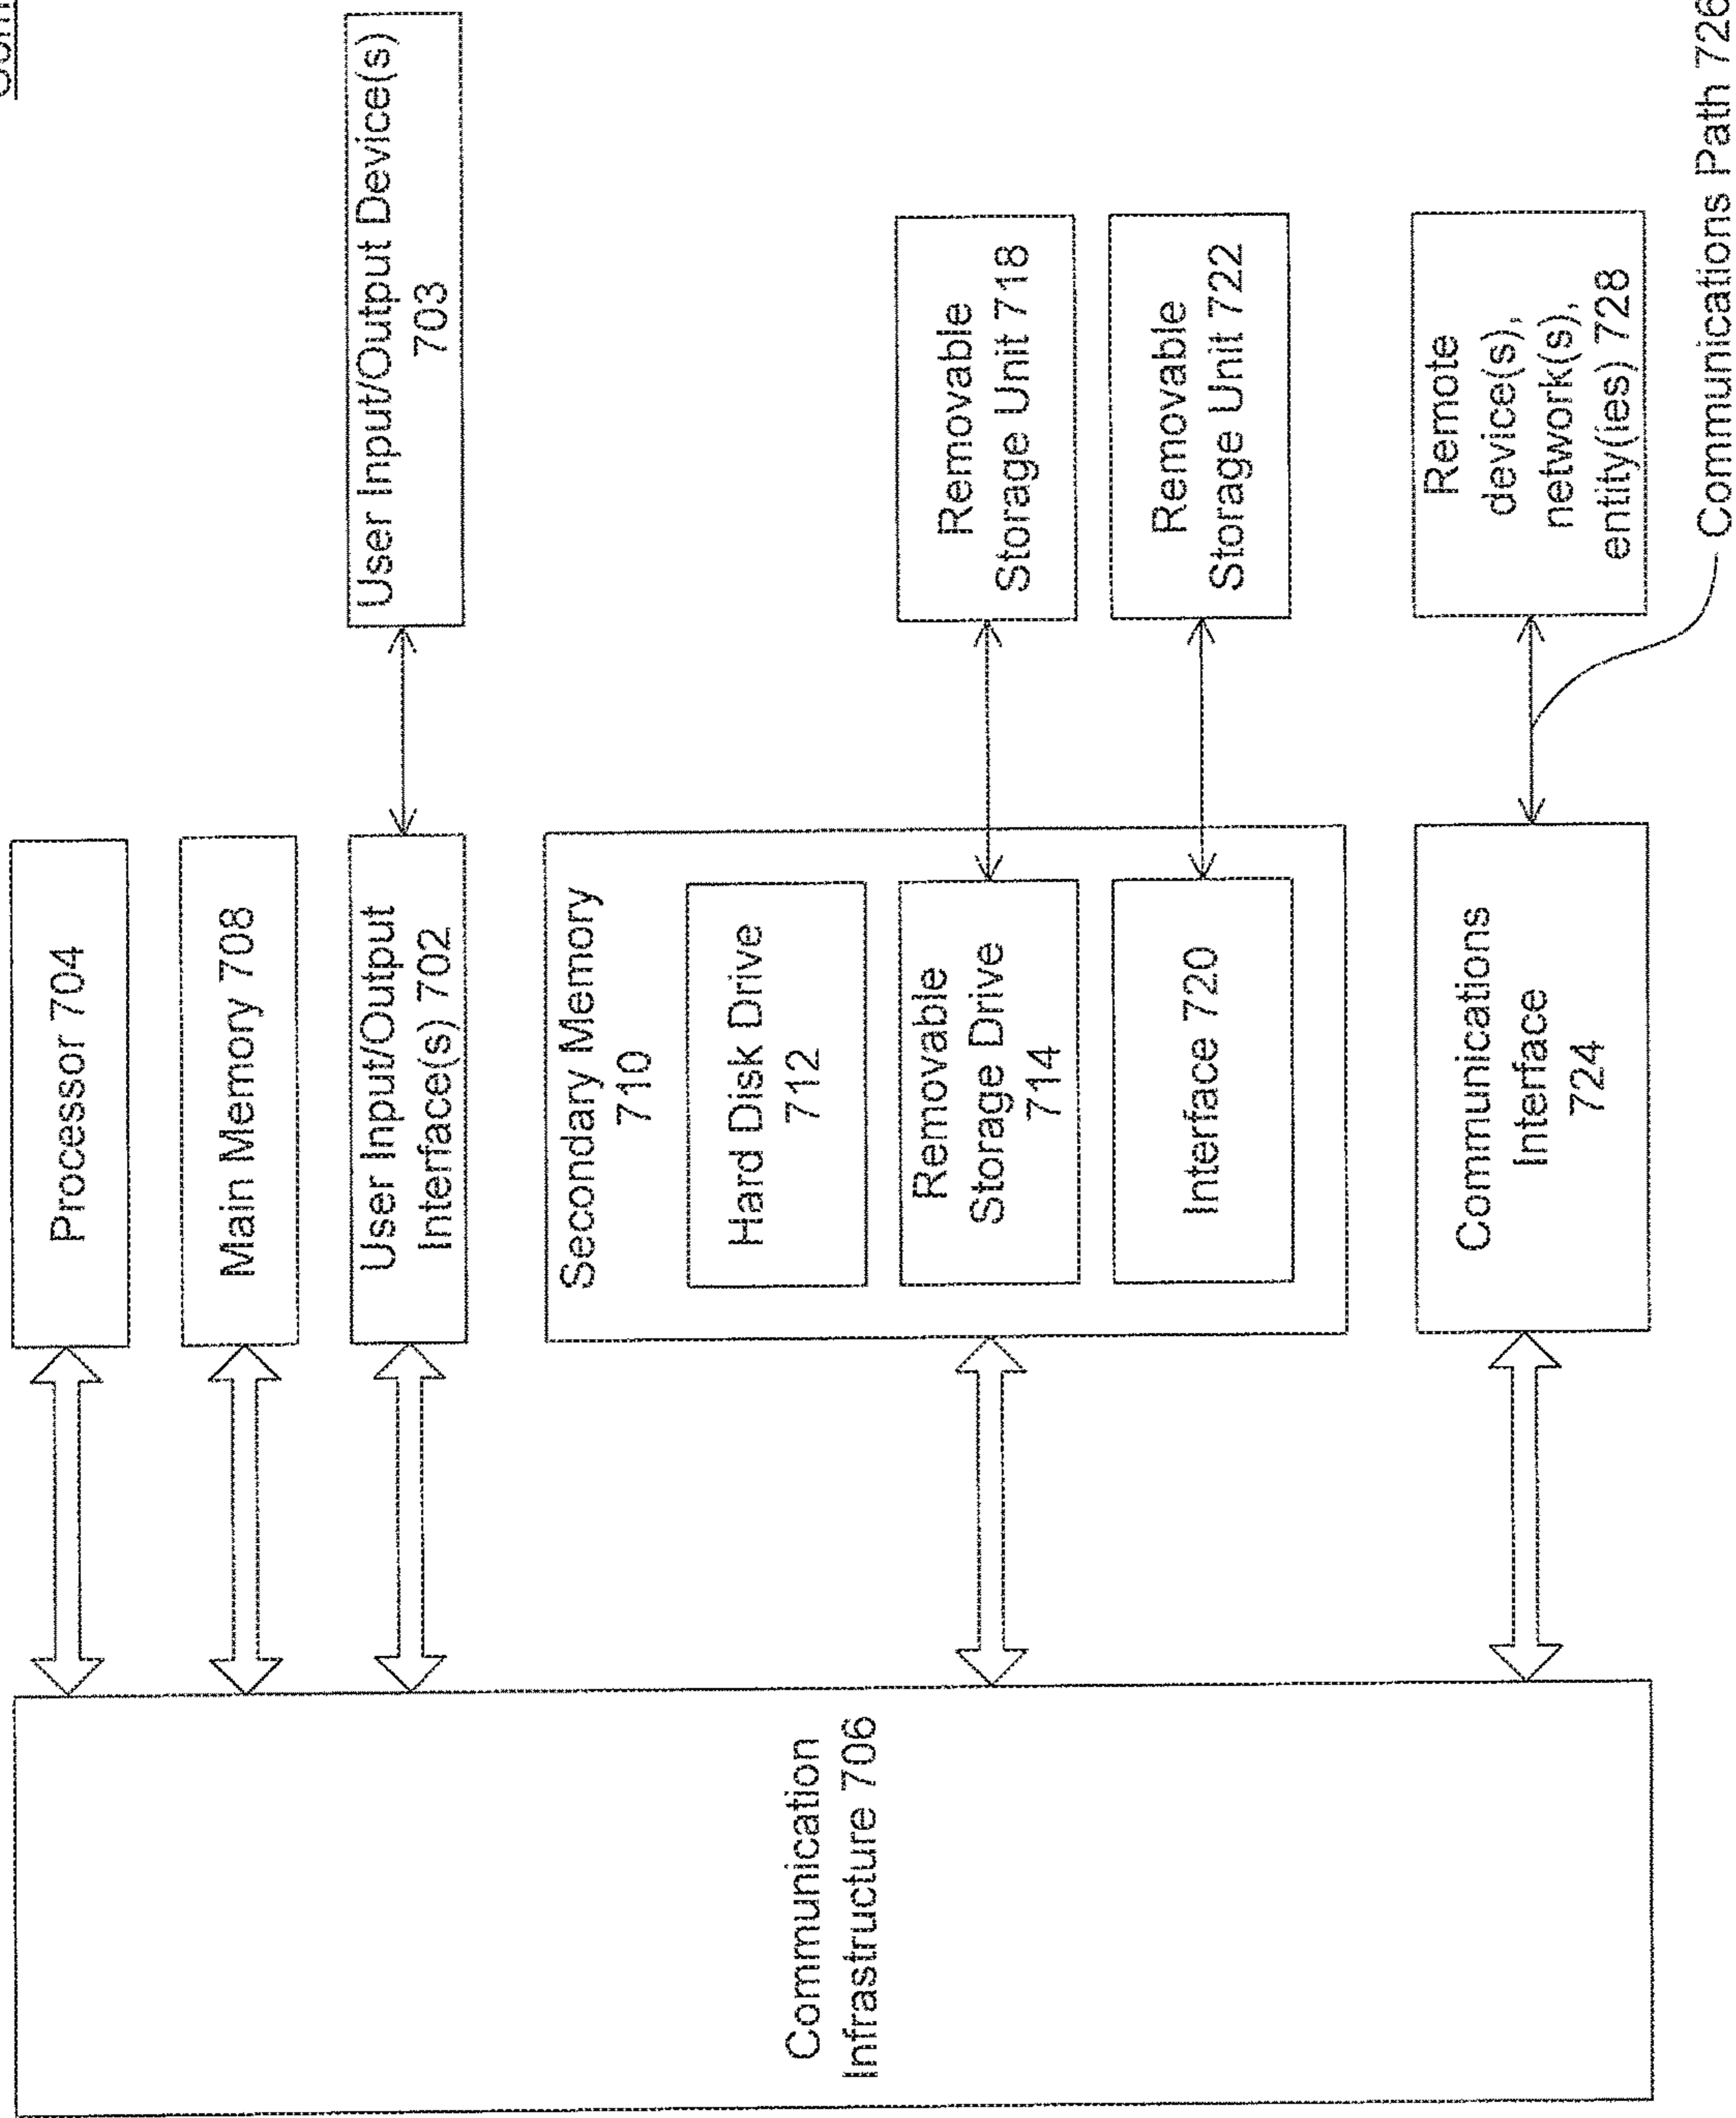 Processor 704
Main Memory 708
User Input/Output
Interface(s) 702
User Input/Output Device(s)
703
Secondary Memory
710
Hard Disk Drive
712
Removable
Storage Drive
714
Removable
Storage Unit 718
Interface 720
Removable
Storage Unit 722
Communications
Interface
724
Remote
device(s),
network(s),
entity(ies) 728
Communications Path 726
Communication
Infrastructure 706